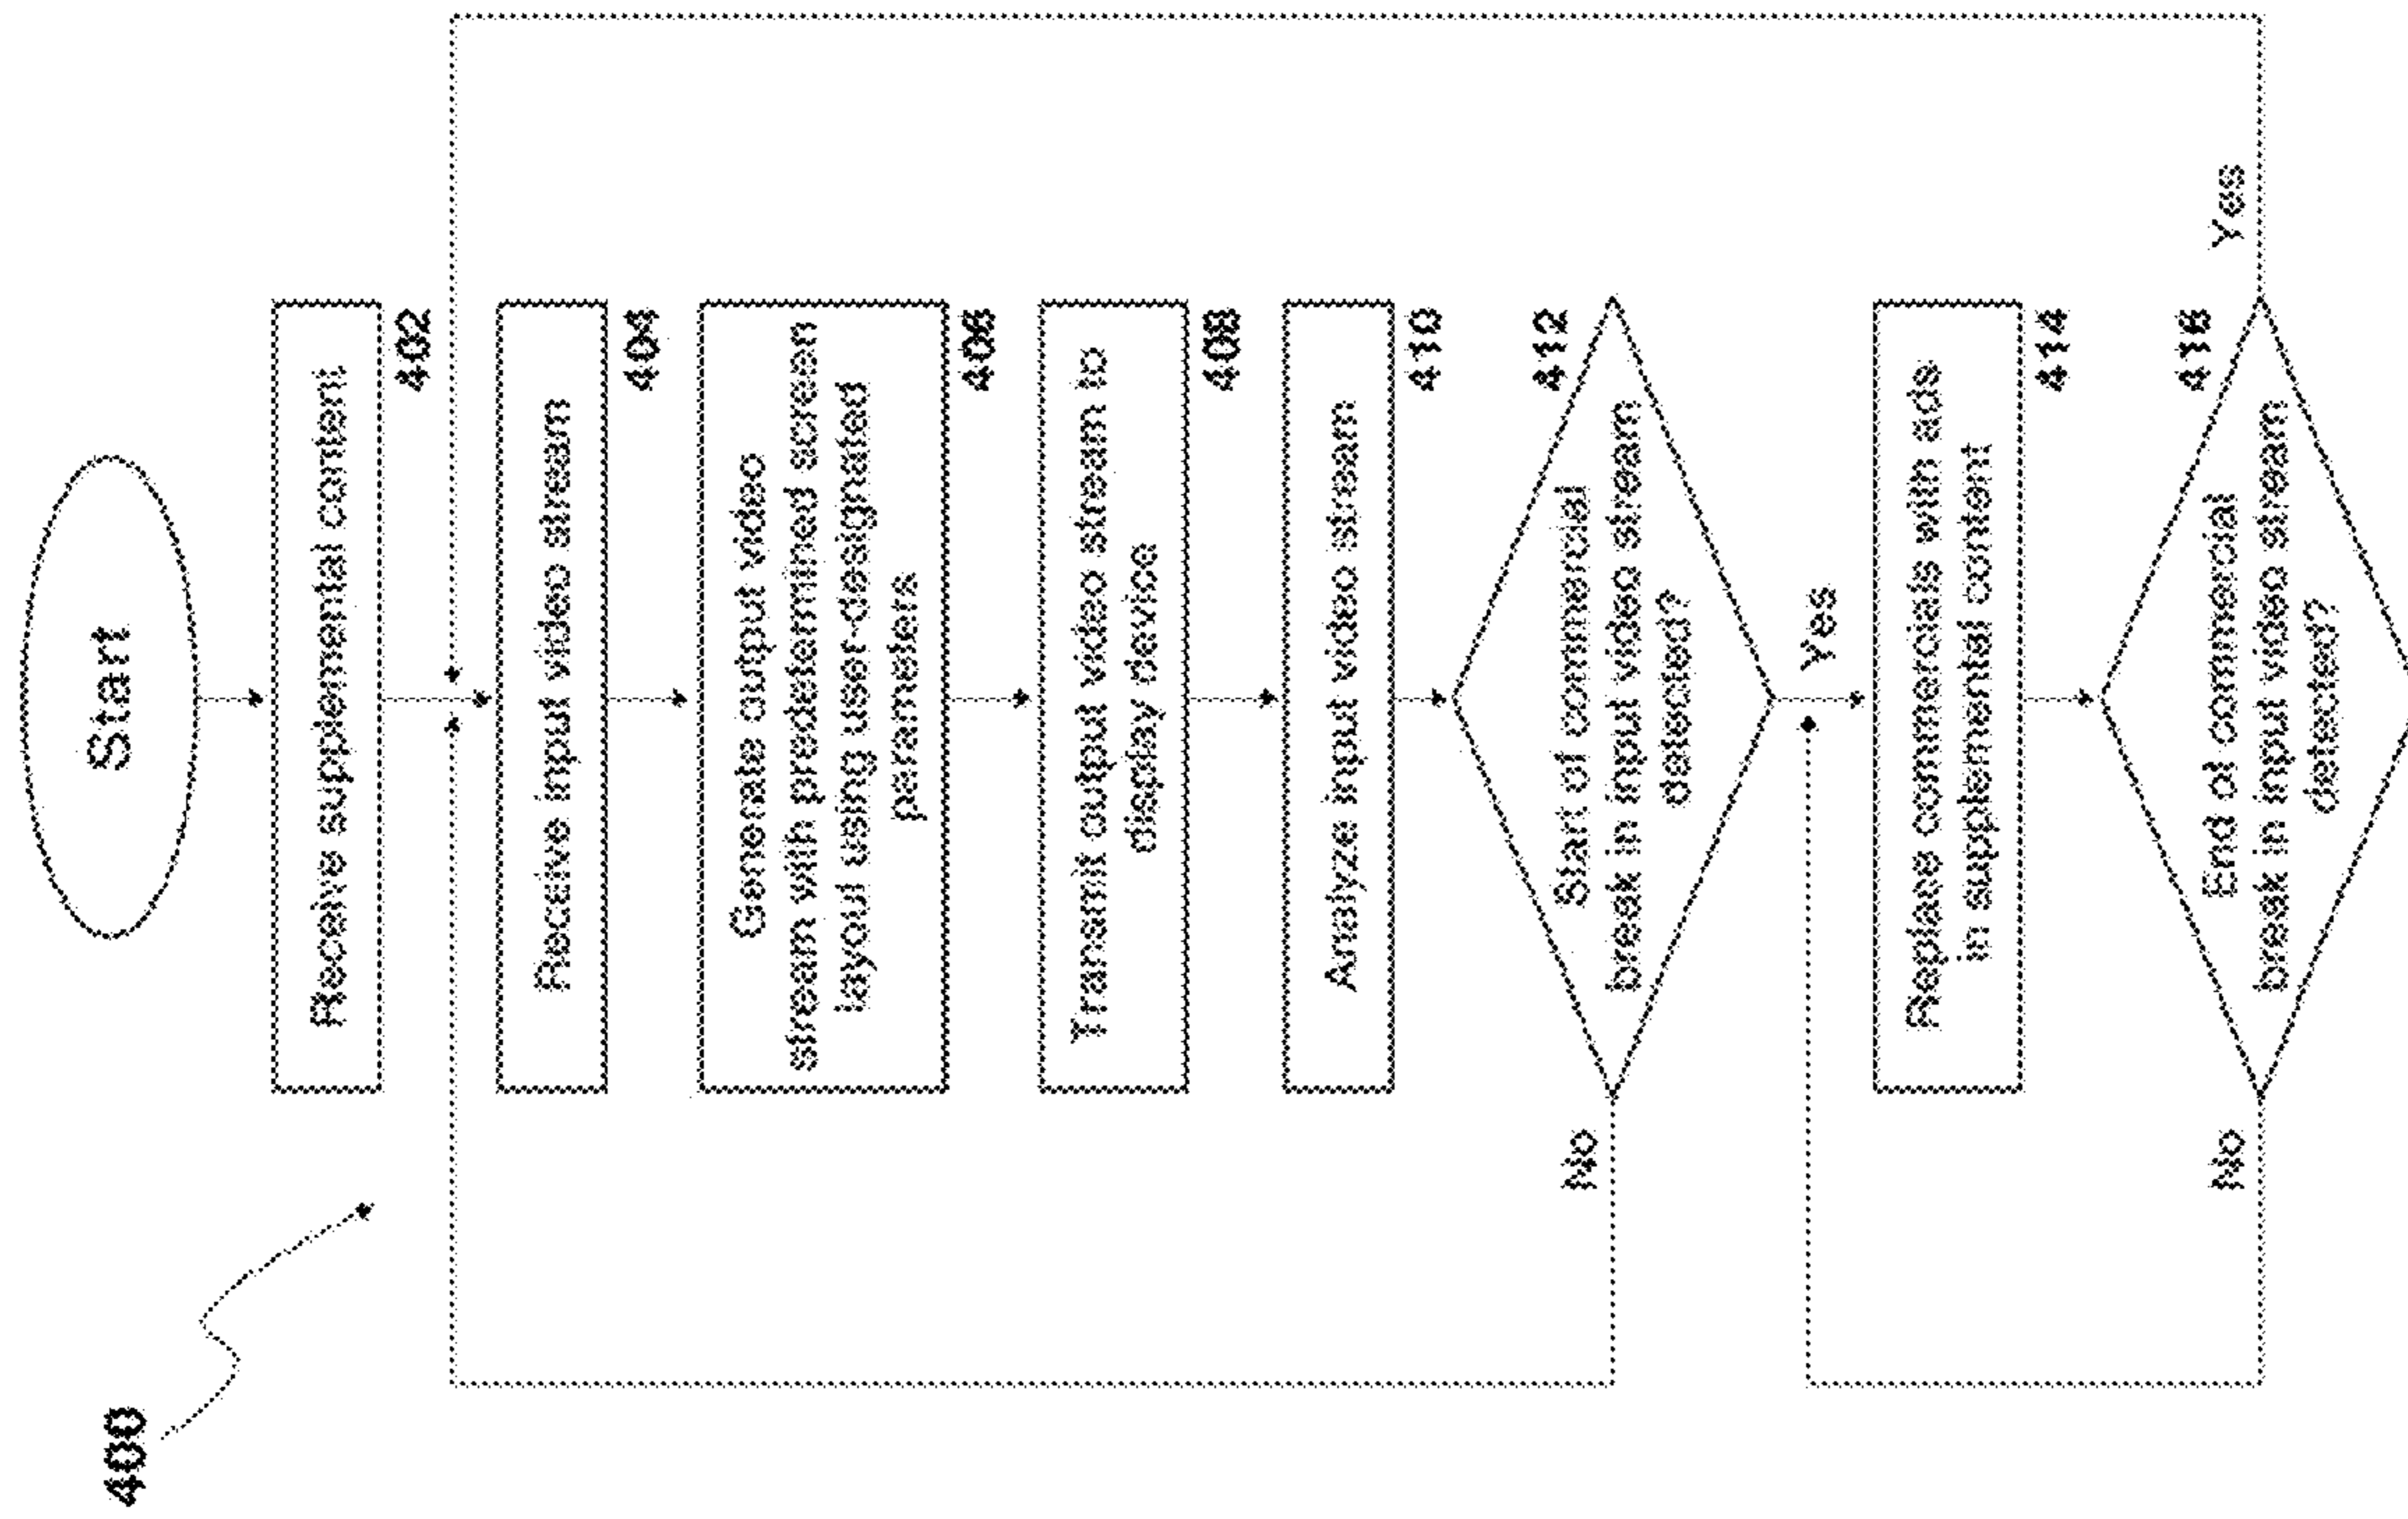 400
Start
Receive supplemental content
402
Receive input video stream
404
Generate output video
stream with predetermined screen
layout using user-designated
parameters
406
Transmit output video stream to
display device
408
Analyze input video stream
410
Start of commercial
break in input video stream
detected?
412
No
Yes
Replace commercials with ads
in supplemental content
414
End of commercial
break in input video stream
detected?
416
No
Yes